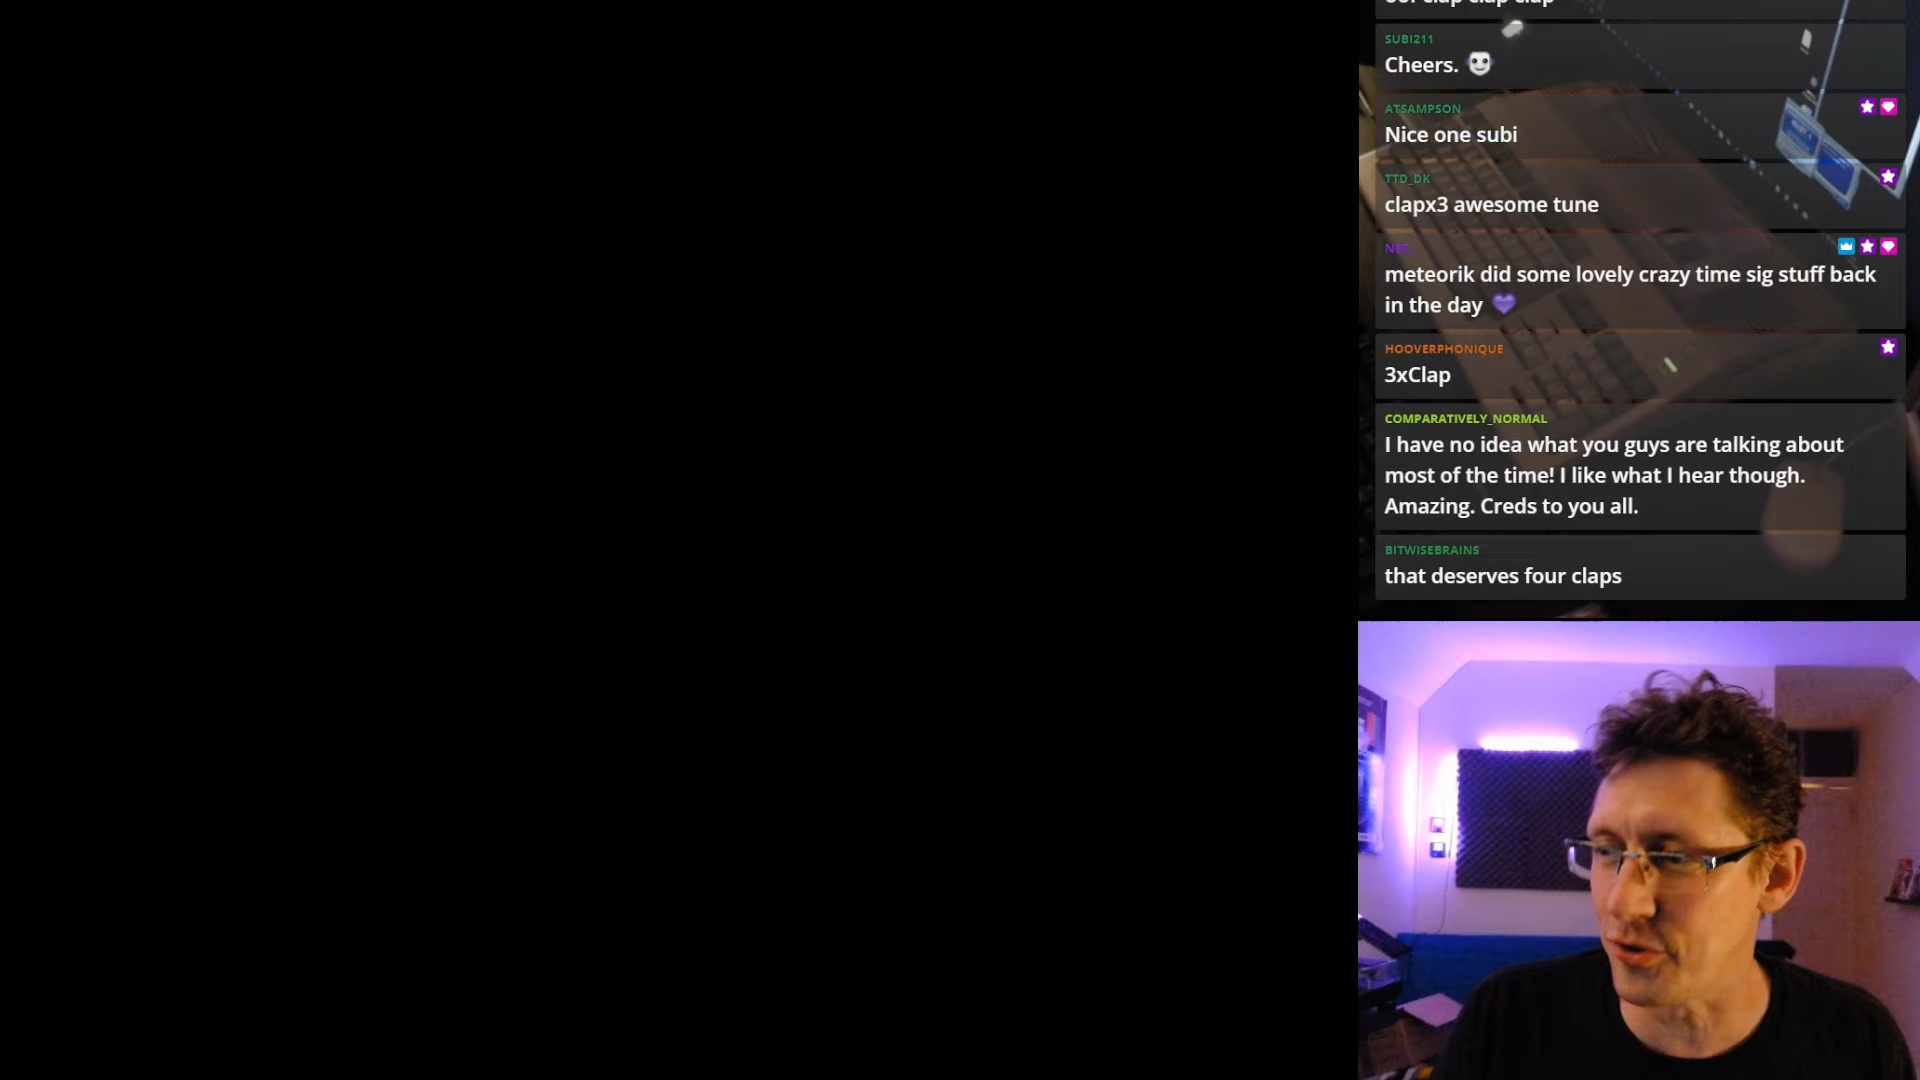 SUBI211
Cheers.
ATSAMPSON
Nice one subi
TTD_DK
clapx3 awesome tune
NET
meteorik did some lovely crazy time sig stuff back
in the day
HOOVERPHONIQUE
3xClap
COMPARATIVELY_NORMAL
I have no idea what you guys are talking about
most of the time! I like what I hear though.
Amazing. Creds to you all.
BITWISEBRAINS
that deserves four claps